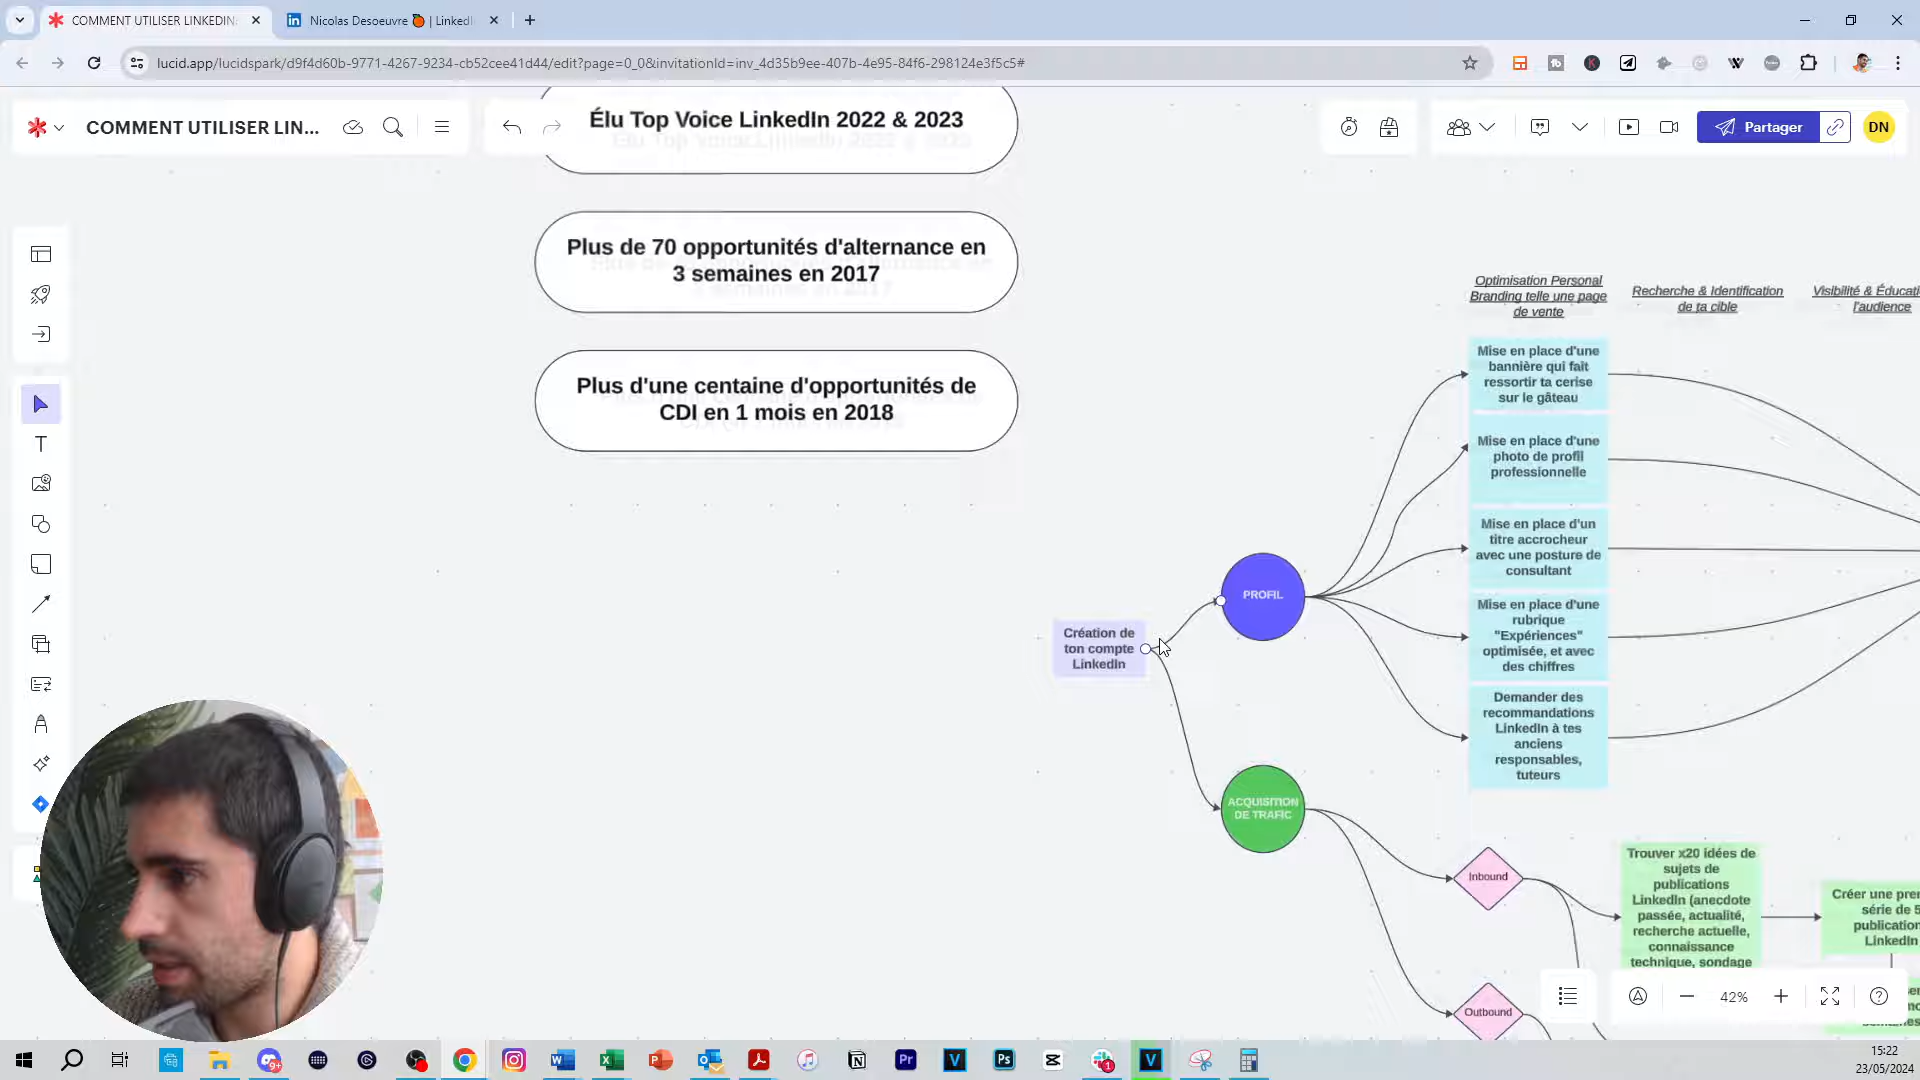 COMMENT UTILISER LINKEDIN
Nicolas Desoeuvre 🍊 | LinkedI
lucid.app/lucidspark/d9f4d60b-9771-4267-9234-cb52cee41d44/edit?page=0_0&invitationId=inv_4d35b9ee-407b-4e95-84f6-298124e3f5c5#
COMMENT UTILISER LIN...
Partager
DN
Élu Top Voice LinkedIn 2022 & 2023
Plus de 70 opportunités d'alternance en
3 semaines en 2017
Plus d'une centaine d'opportunités de
CDI en 1 mois en 2018
Optimisation Personal
Branding telle une page
de vente
Recherche & Identification
de ta cible
Visibilité & Éducati
l'audience
Mise en place d'une
bannière qui fait
ressortir ta cerise
sur le gâteau
Mise en place d'une
photo de profil
professionnelle
Mise en place d'un
titre accrocheur
avec une posture de
consultant
Mise en place d'une
rubrique
"Expériences"
optimisée, et avec
des chiffres
Demander des
recommandations
LinkedIn à tes
anciens
responsables,
tuteurs
PROFIL
Création de
ton compte
LinkedIn
ACQUISITION
DE TRAFIC
Inbound
Outbound
Trouver x20 idées de
sujets de
publications
LinkedIn (anecdote
passée, actualité,
recherche actuelle,
connaissance
technique, sondage
Créer une pren
série de 5
publication
LinkedIn
42%
15:22
23/05/2024